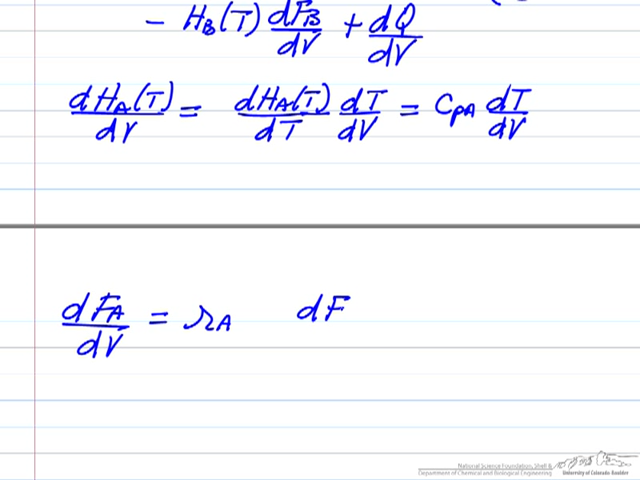 - H_B(T) dF_B/dV + dQ/dV (
dH_A(T)/dV = dH_A(T)/dT dT/dV = C_PA dT/dV
dF_A/dV = r_A dF
National Science Foundation, Shell &
Department of Chemical and Biological Engineering
University of Colorado Boulder